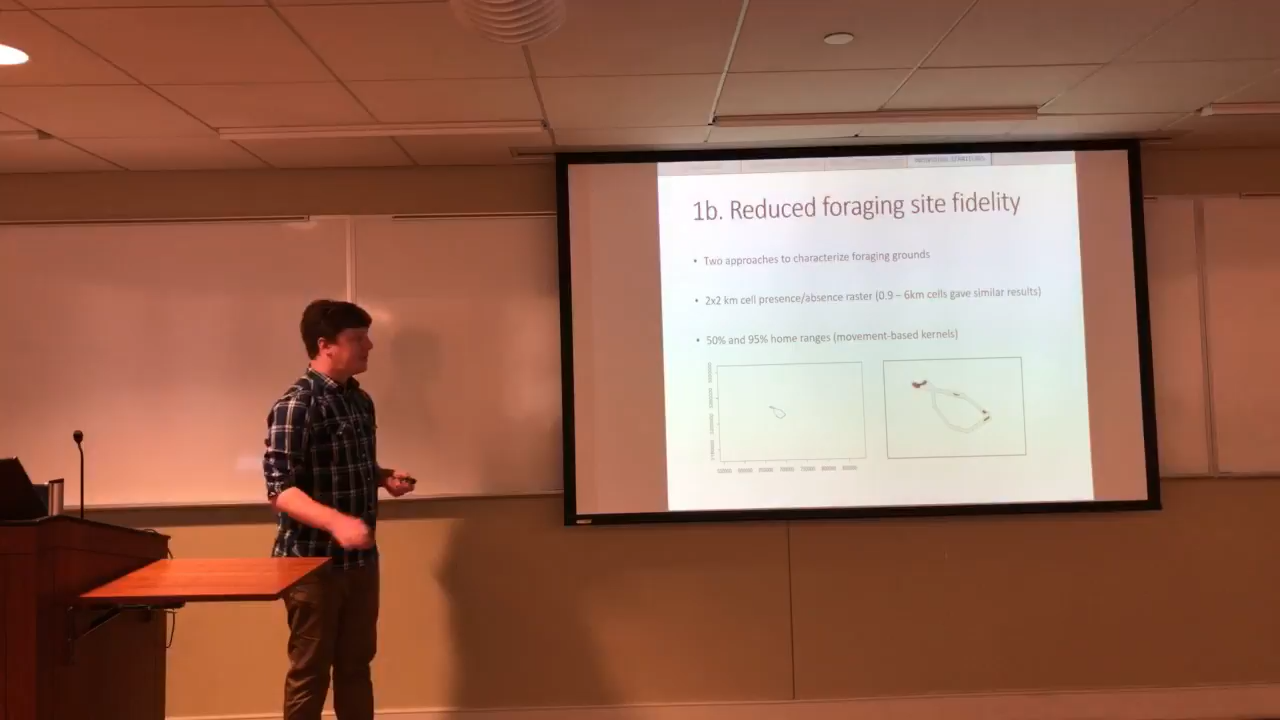 1b. Reduced foraging site fidelity
• Two approaches to characterize foraging grounds
• 2x2 km cell presence/absence raster (0.9 – 6km cells gave similar results)
• 50% and 95% home ranges (movement-based kernels)